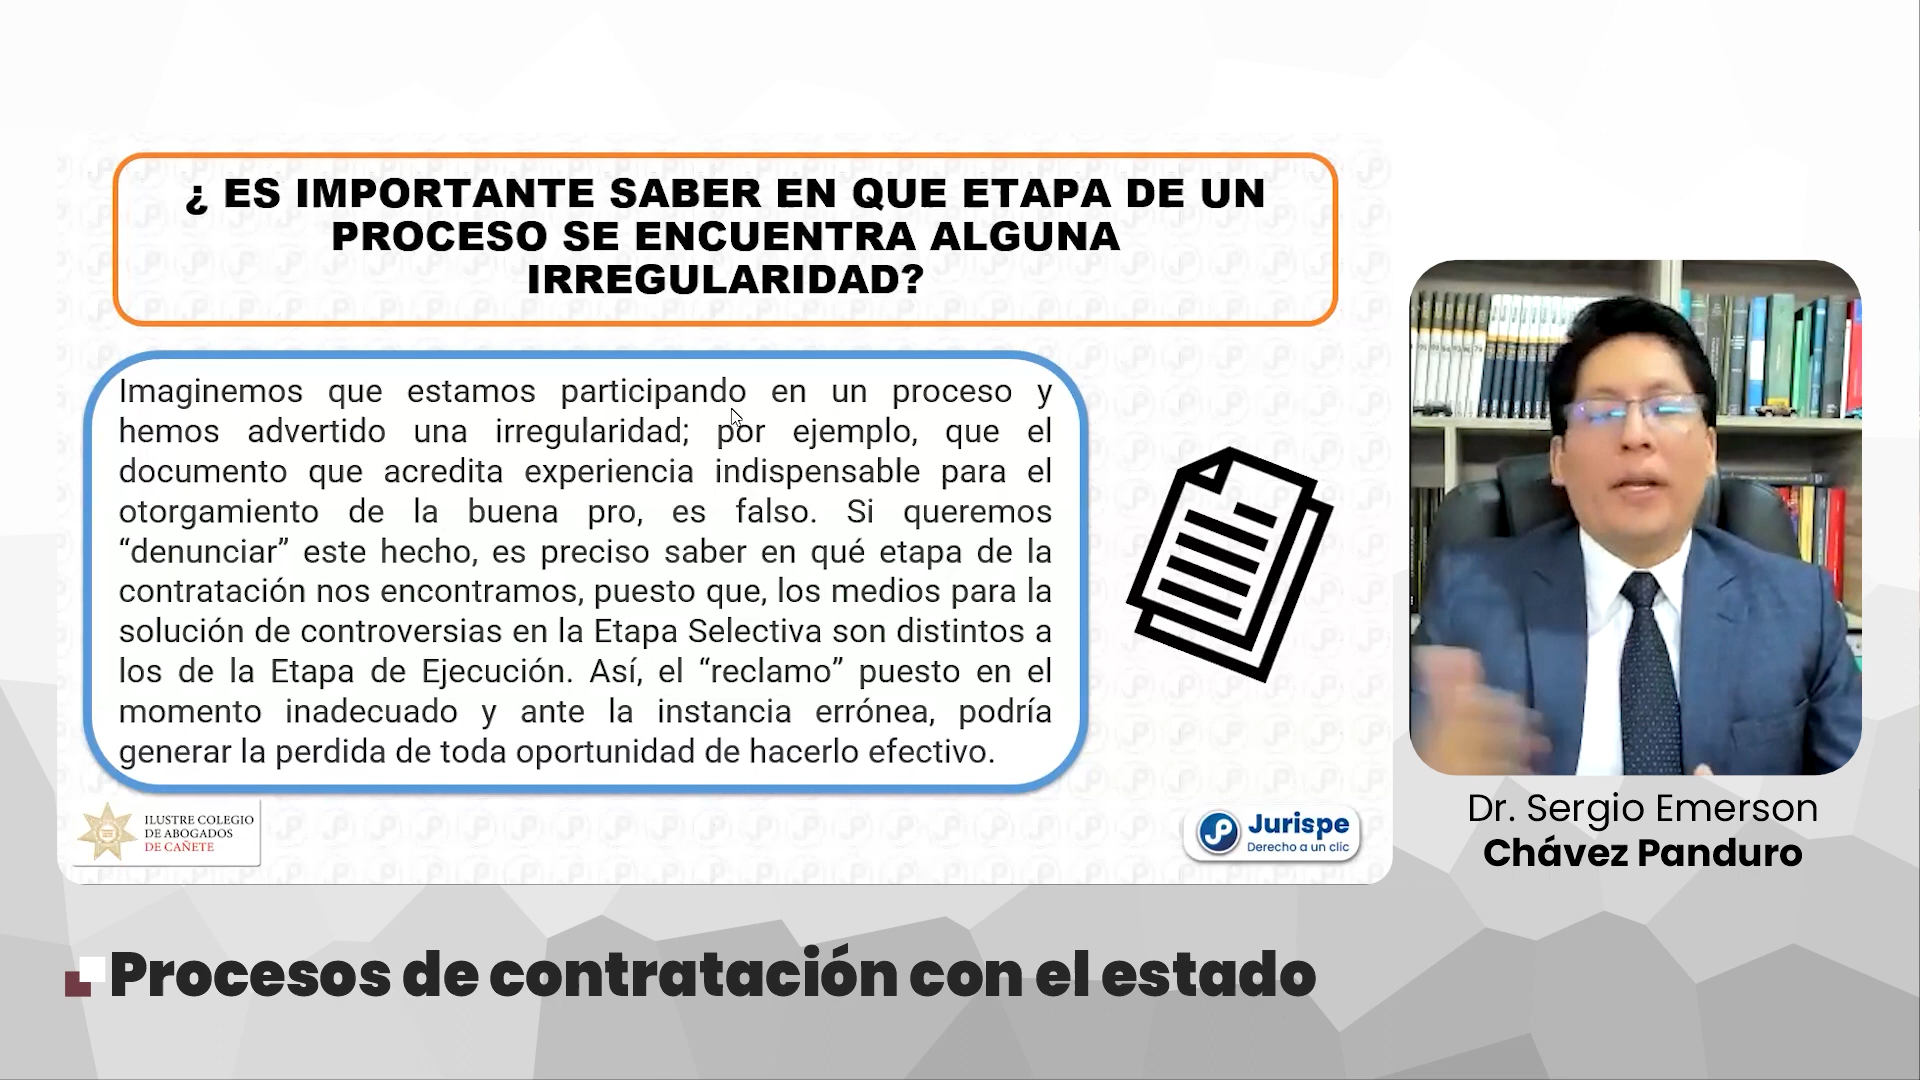 ¿ ES IMPORTANTE SABER EN QUE ETAPA DE UN
PROCESO SE ENCUENTRA ALGUNA
IRREGULARIDAD?
Imaginemos que estamos participando en un proceso y
hemos advertido una irregularidad; por ejemplo, que el
documento que acredita experiencia indispensable para el
otorgamiento de la buena pro, es falso. Si queremos
“denunciar” este hecho, es preciso saber en qué etapa de la
contratación nos encontramos, puesto que, los medios para la
solución de controversias en la Etapa Selectiva son distintos a
los de la Etapa de Ejecución. Así, el “reclamo” puesto en el
momento inadecuado y ante la instancia errónea, podría
generar la perdida de toda oportunidad de hacerlo efectivo.
ILUSTRE COLEGIO
DE ABOGADOS
DE CAÑETE
Jurispe
Derecho a un clic
Dr. Sergio Emerson
Chávez Panduro
Procesos de contratación con el estado